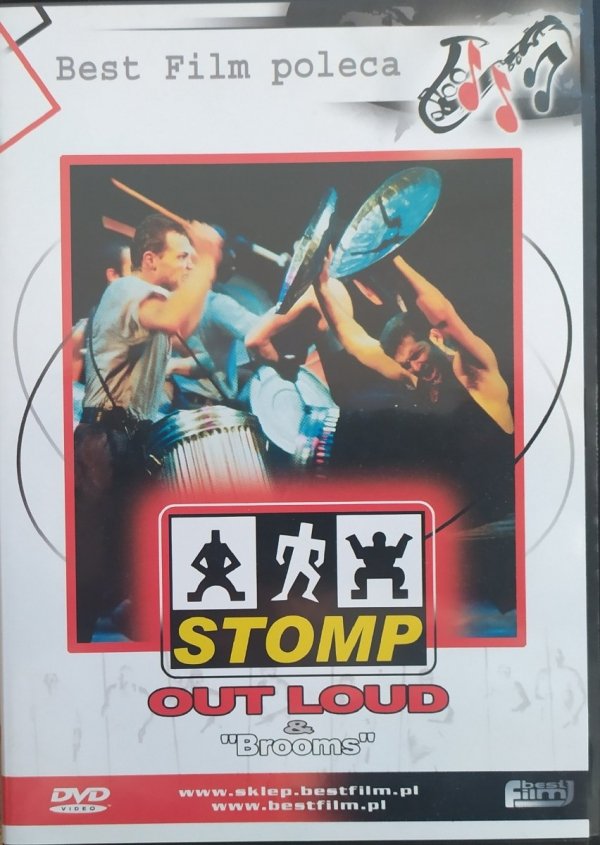 Best Film poleca
STOMP
OUT LOUD
&
"Brooms"
DVD
VIDEO
www.sklep.bestfilm.pl
www.bestfilm.pl
best
film